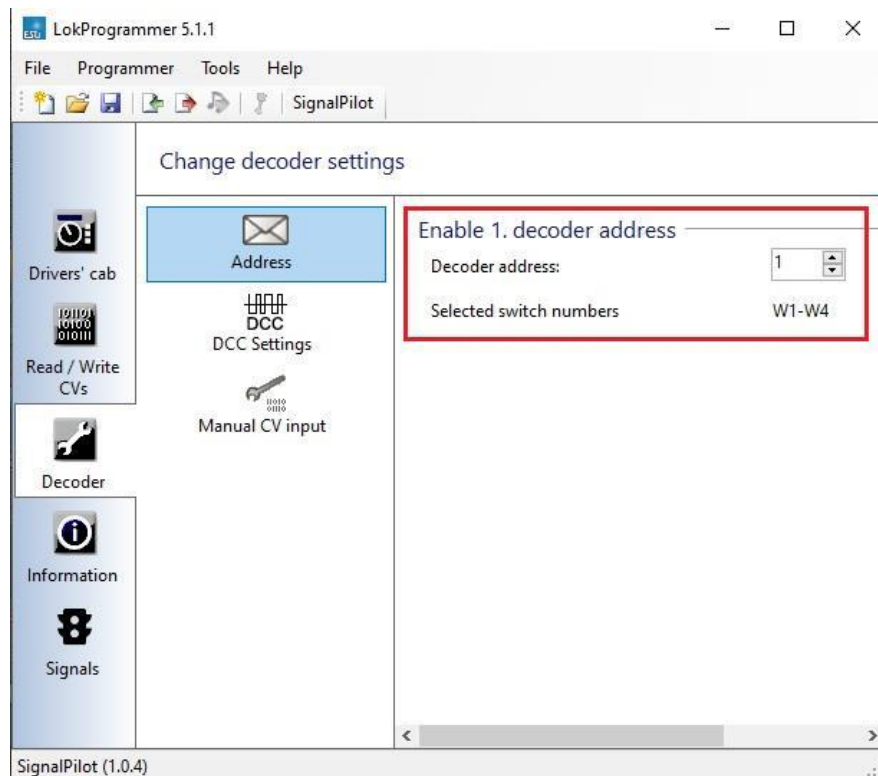 ESU LokProgrammer 5.1.1
File Programmer Tools Help
SignalPilot
Change decoder settings
Drivers' cab
Read / Write
CVs
Decoder
Information
Signals
Address
DCC
DCC Settings
Manual CV input
Enable 1. decoder address
Decoder address: 1
Selected switch numbers W1-W4
SignalPilot (1.0.4)